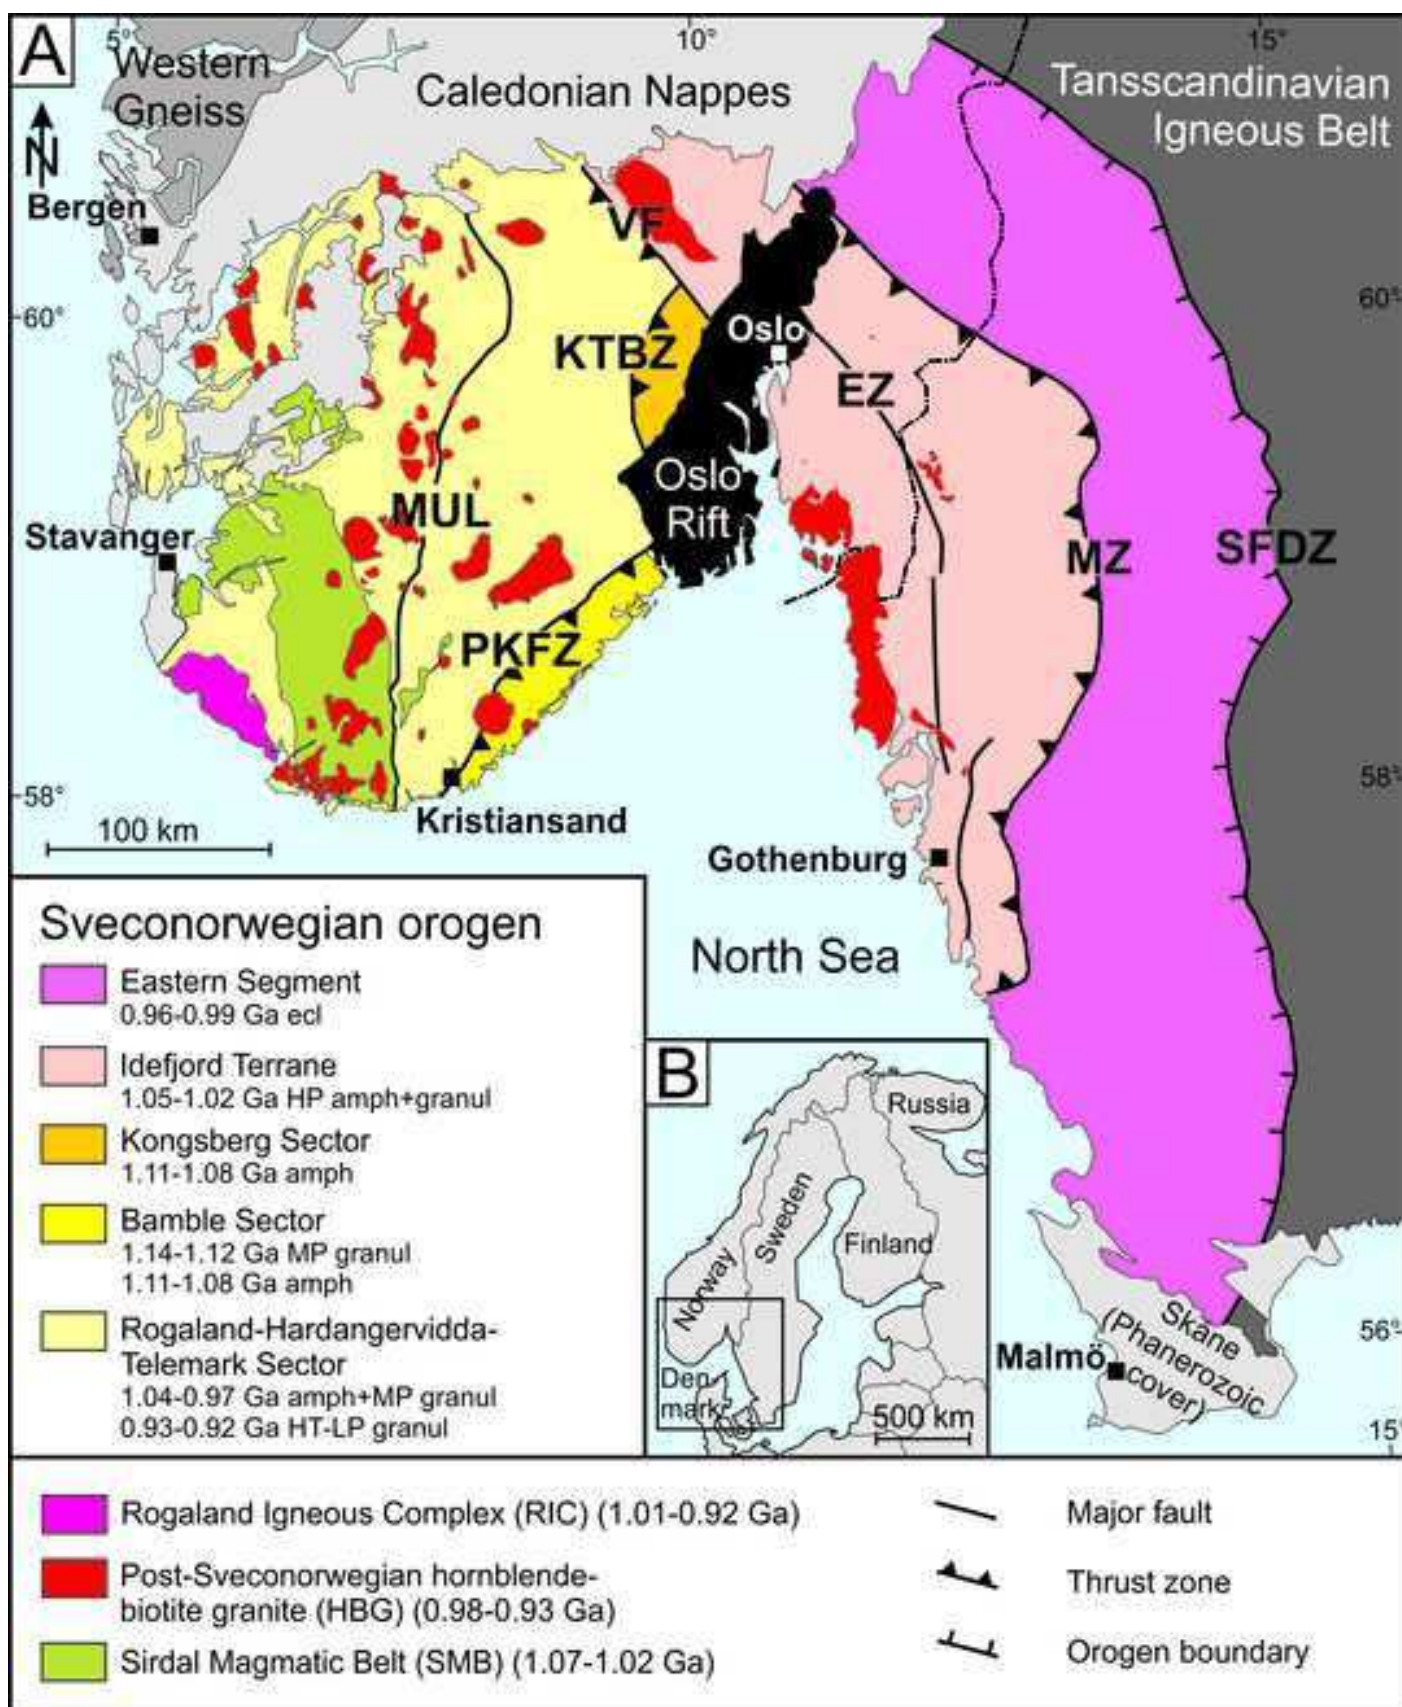 A
5°
10°
15°
Western
Gneiss
Caledonian Nappes
Tansscandinavian
Igneous Belt
N
Bergen
VF
60°
60°
KTBZ
Oslo
EZ
Oslo
Rift
MUL
Stavanger
MZ
SFDZ
PKFZ
58°
58°
Kristiansand
100 km
Gothenburg
North Sea
Sveconorwegian orogen
Eastern Segment
0.96-0.99 Ga ecl
Idefjord Terrane
1.05-1.02 Ga HP amph+granul
Kongsberg Sector
1.11-1.08 Ga amph
Bamble Sector
1.14-1.12 Ga MP granul
1.11-1.08 Ga amph
Rogaland-Hardangervidda-
Telemark Sector
1.04-0.97 Ga amph+MP granul
0.93-0.92 Ga HT-LP granul
B
Russia
Sweden
Finland
Norway
Den-
mark
500 km
Skane
(Phanerozoic
cover)
Malmö
56°
15°
Rogaland Igneous Complex (RIC) (1.01-0.92 Ga)
Post-Sveconorwegian hornblende-
biotite granite (HBG) (0.98-0.93 Ga)
Sirdal Magmatic Belt (SMB) (1.07-1.02 Ga)
Major fault
Thrust zone
Orogen boundary